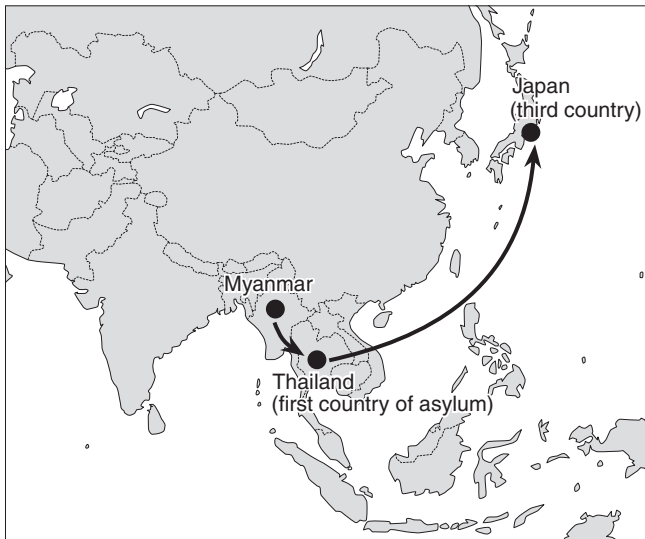 Japan
(third country)
Myanmar
Thailand
(first country of asylum)